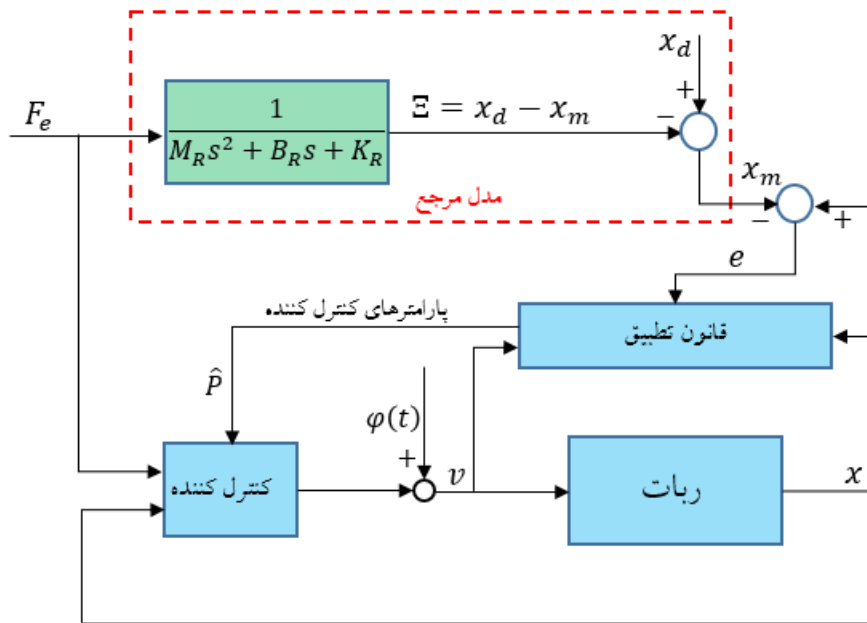 x_d
+
F_e
1
M_R s² + B_R s + K_R
Ξ = x_d − x_m
−
مدل مرجع
x_m
−
+
e
پارامترهای کنترل کننده
قانون تطبیق
P̂
φ(t)
+
v
کنترل کننده
ربات
x